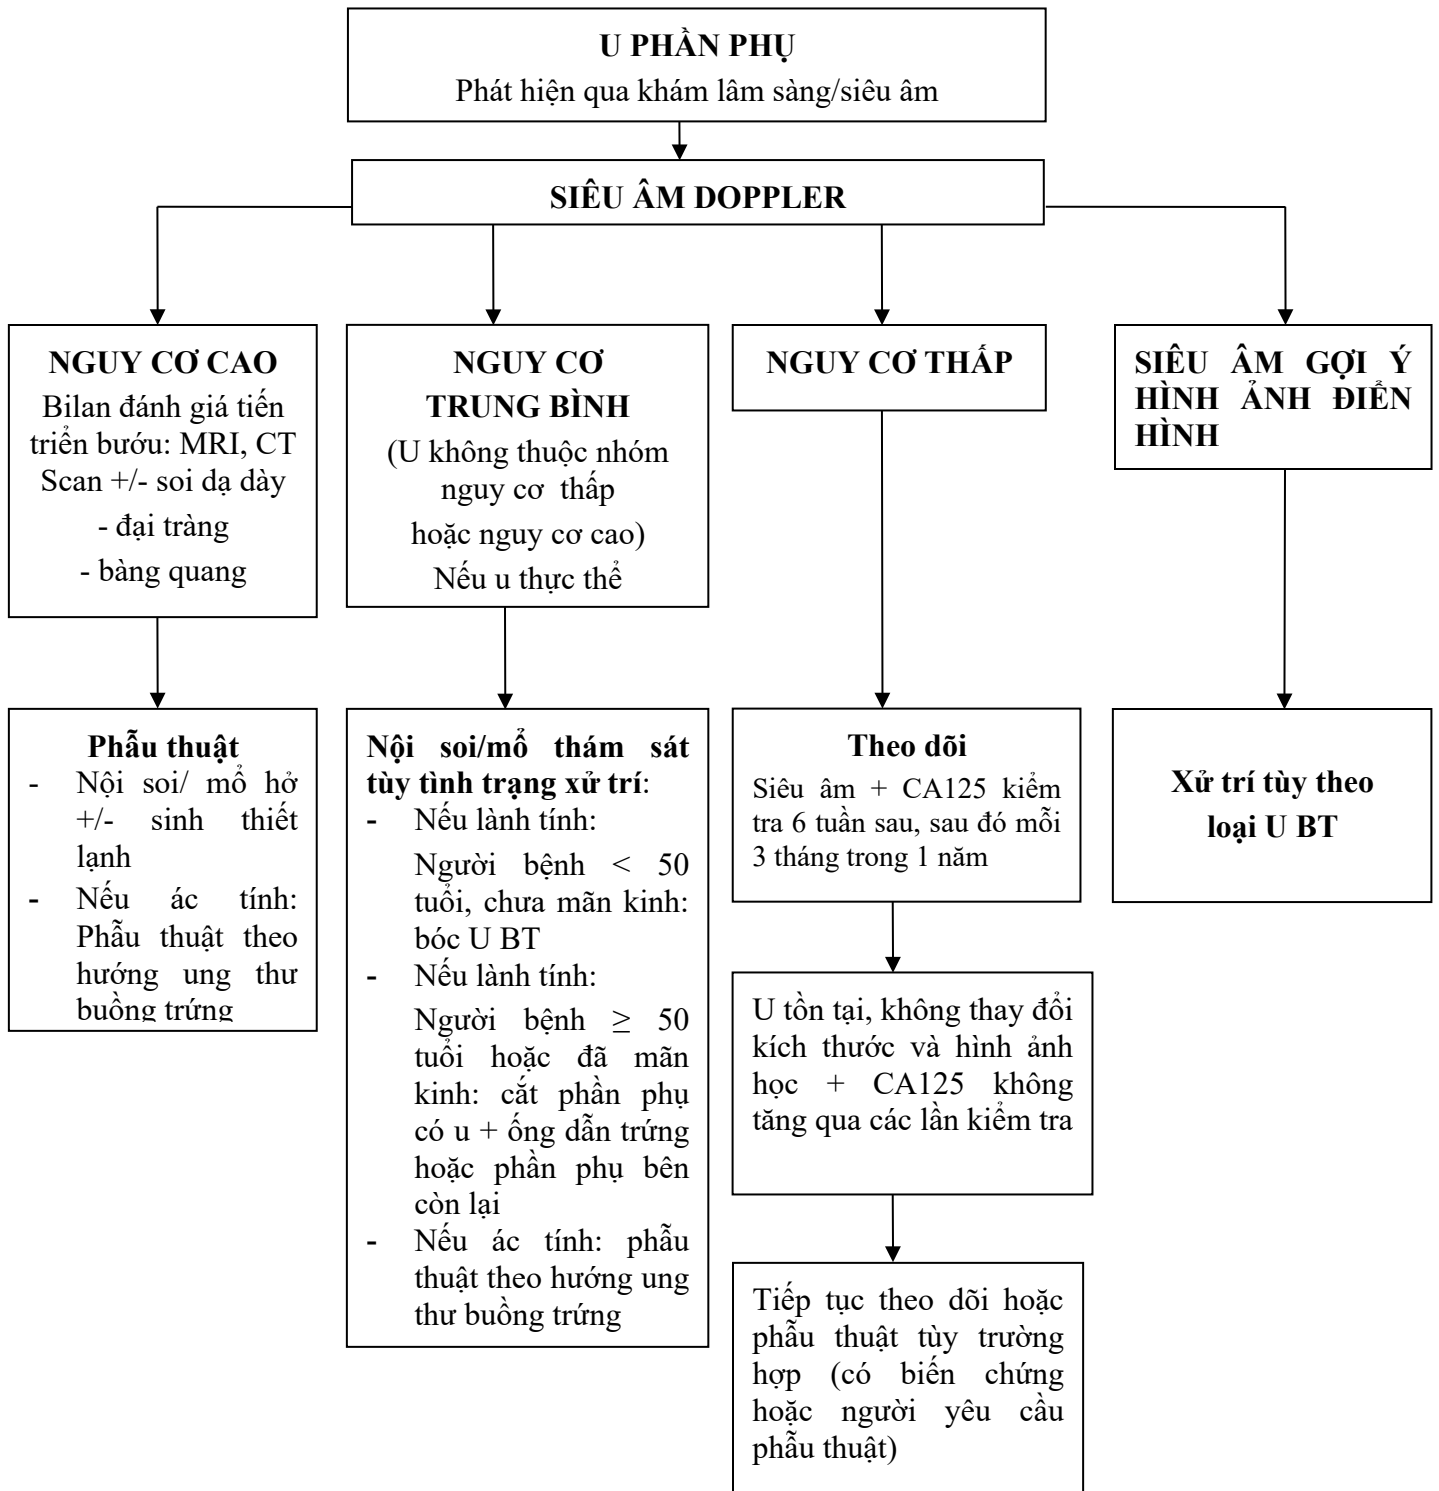 U PHẦN PHỤ
Phát hiện qua khám lâm sàng/siêu âm
SIÊU ÂM DOPPLER
NGUY CƠ CAO
Bilan đánh giá tiến
triển bướu: MRI, CT
Scan +/- soi dạ dày
- đại tràng
- bàng quang
NGUY CƠ
TRUNG BÌNH
(U không thuộc nhóm
nguy cơ thấp
hoặc nguy cơ cao)
Nếu u thực thể
NGUY CƠ THẤP
SIÊU ÂM GỢI Ý
HÌNH ẢNH ĐIỂN
HÌNH
Phẫu thuật
- Nội soi/ mổ hở
+/- sinh thiết
lạnh
- Nếu ác tính:
Phẫu thuật theo
hướng ung thư
buồng trứng
Nội soi/mổ thám sát
tùy tình trạng xử trí:
- Nếu lành tính:
Người bệnh < 50
tuổi, chưa mãn kinh:
bóc U BT
- Nếu lành tính:
Người bệnh ≥ 50
tuổi hoặc đã mãn
kinh: cắt phần phụ
có u + ống dẫn trứng
hoặc phần phụ bên
còn lại
- Nếu ác tính: phẫu
thuật theo hướng ung
thư buồng trứng
Theo dõi
Siêu âm + CA125 kiểm
tra 6 tuần sau, sau đó mỗi
3 tháng trong 1 năm
U tồn tại, không thay đổi
kích thước và hình ảnh
học + CA125 không
tăng qua các lần kiểm tra
Tiếp tục theo dõi hoặc
phẫu thuật tùy trường
hợp (có biến chứng
hoặc người yêu cầu
phẫu thuật)
Xử trí tùy theo
loại U BT